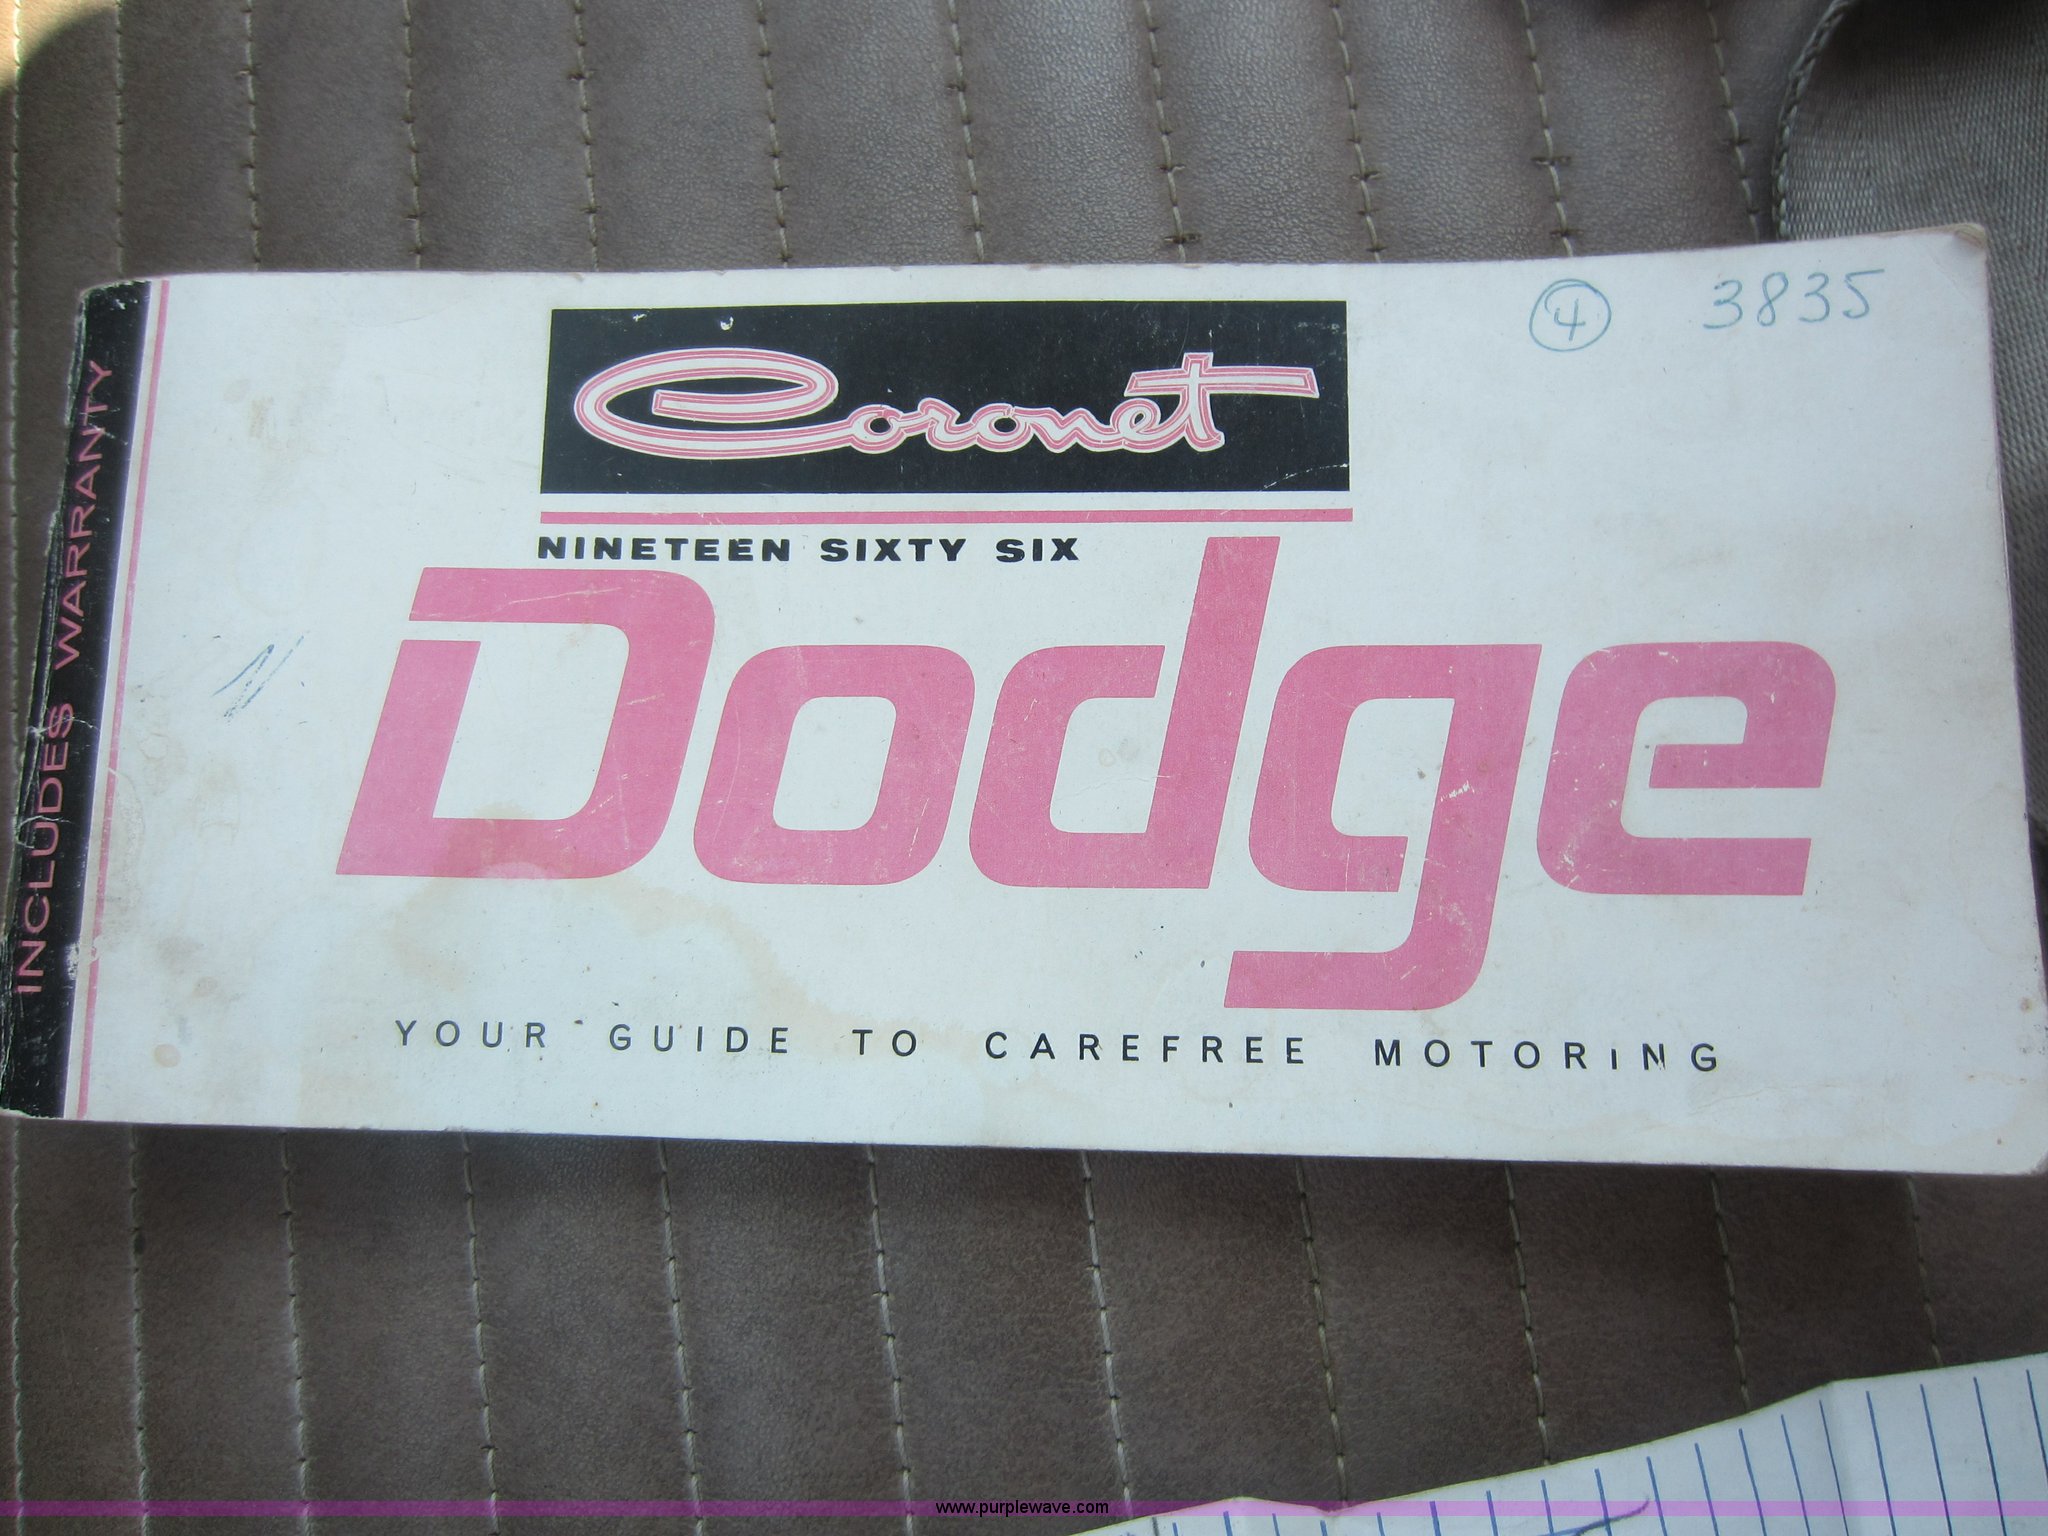 ④ 3835
Coronet
NINETEEN SIXTY SIX
Dodge
YOUR GUIDE TO CAREFREE MOTORING
INCLUDES WARRANTY
www.purplewave.com